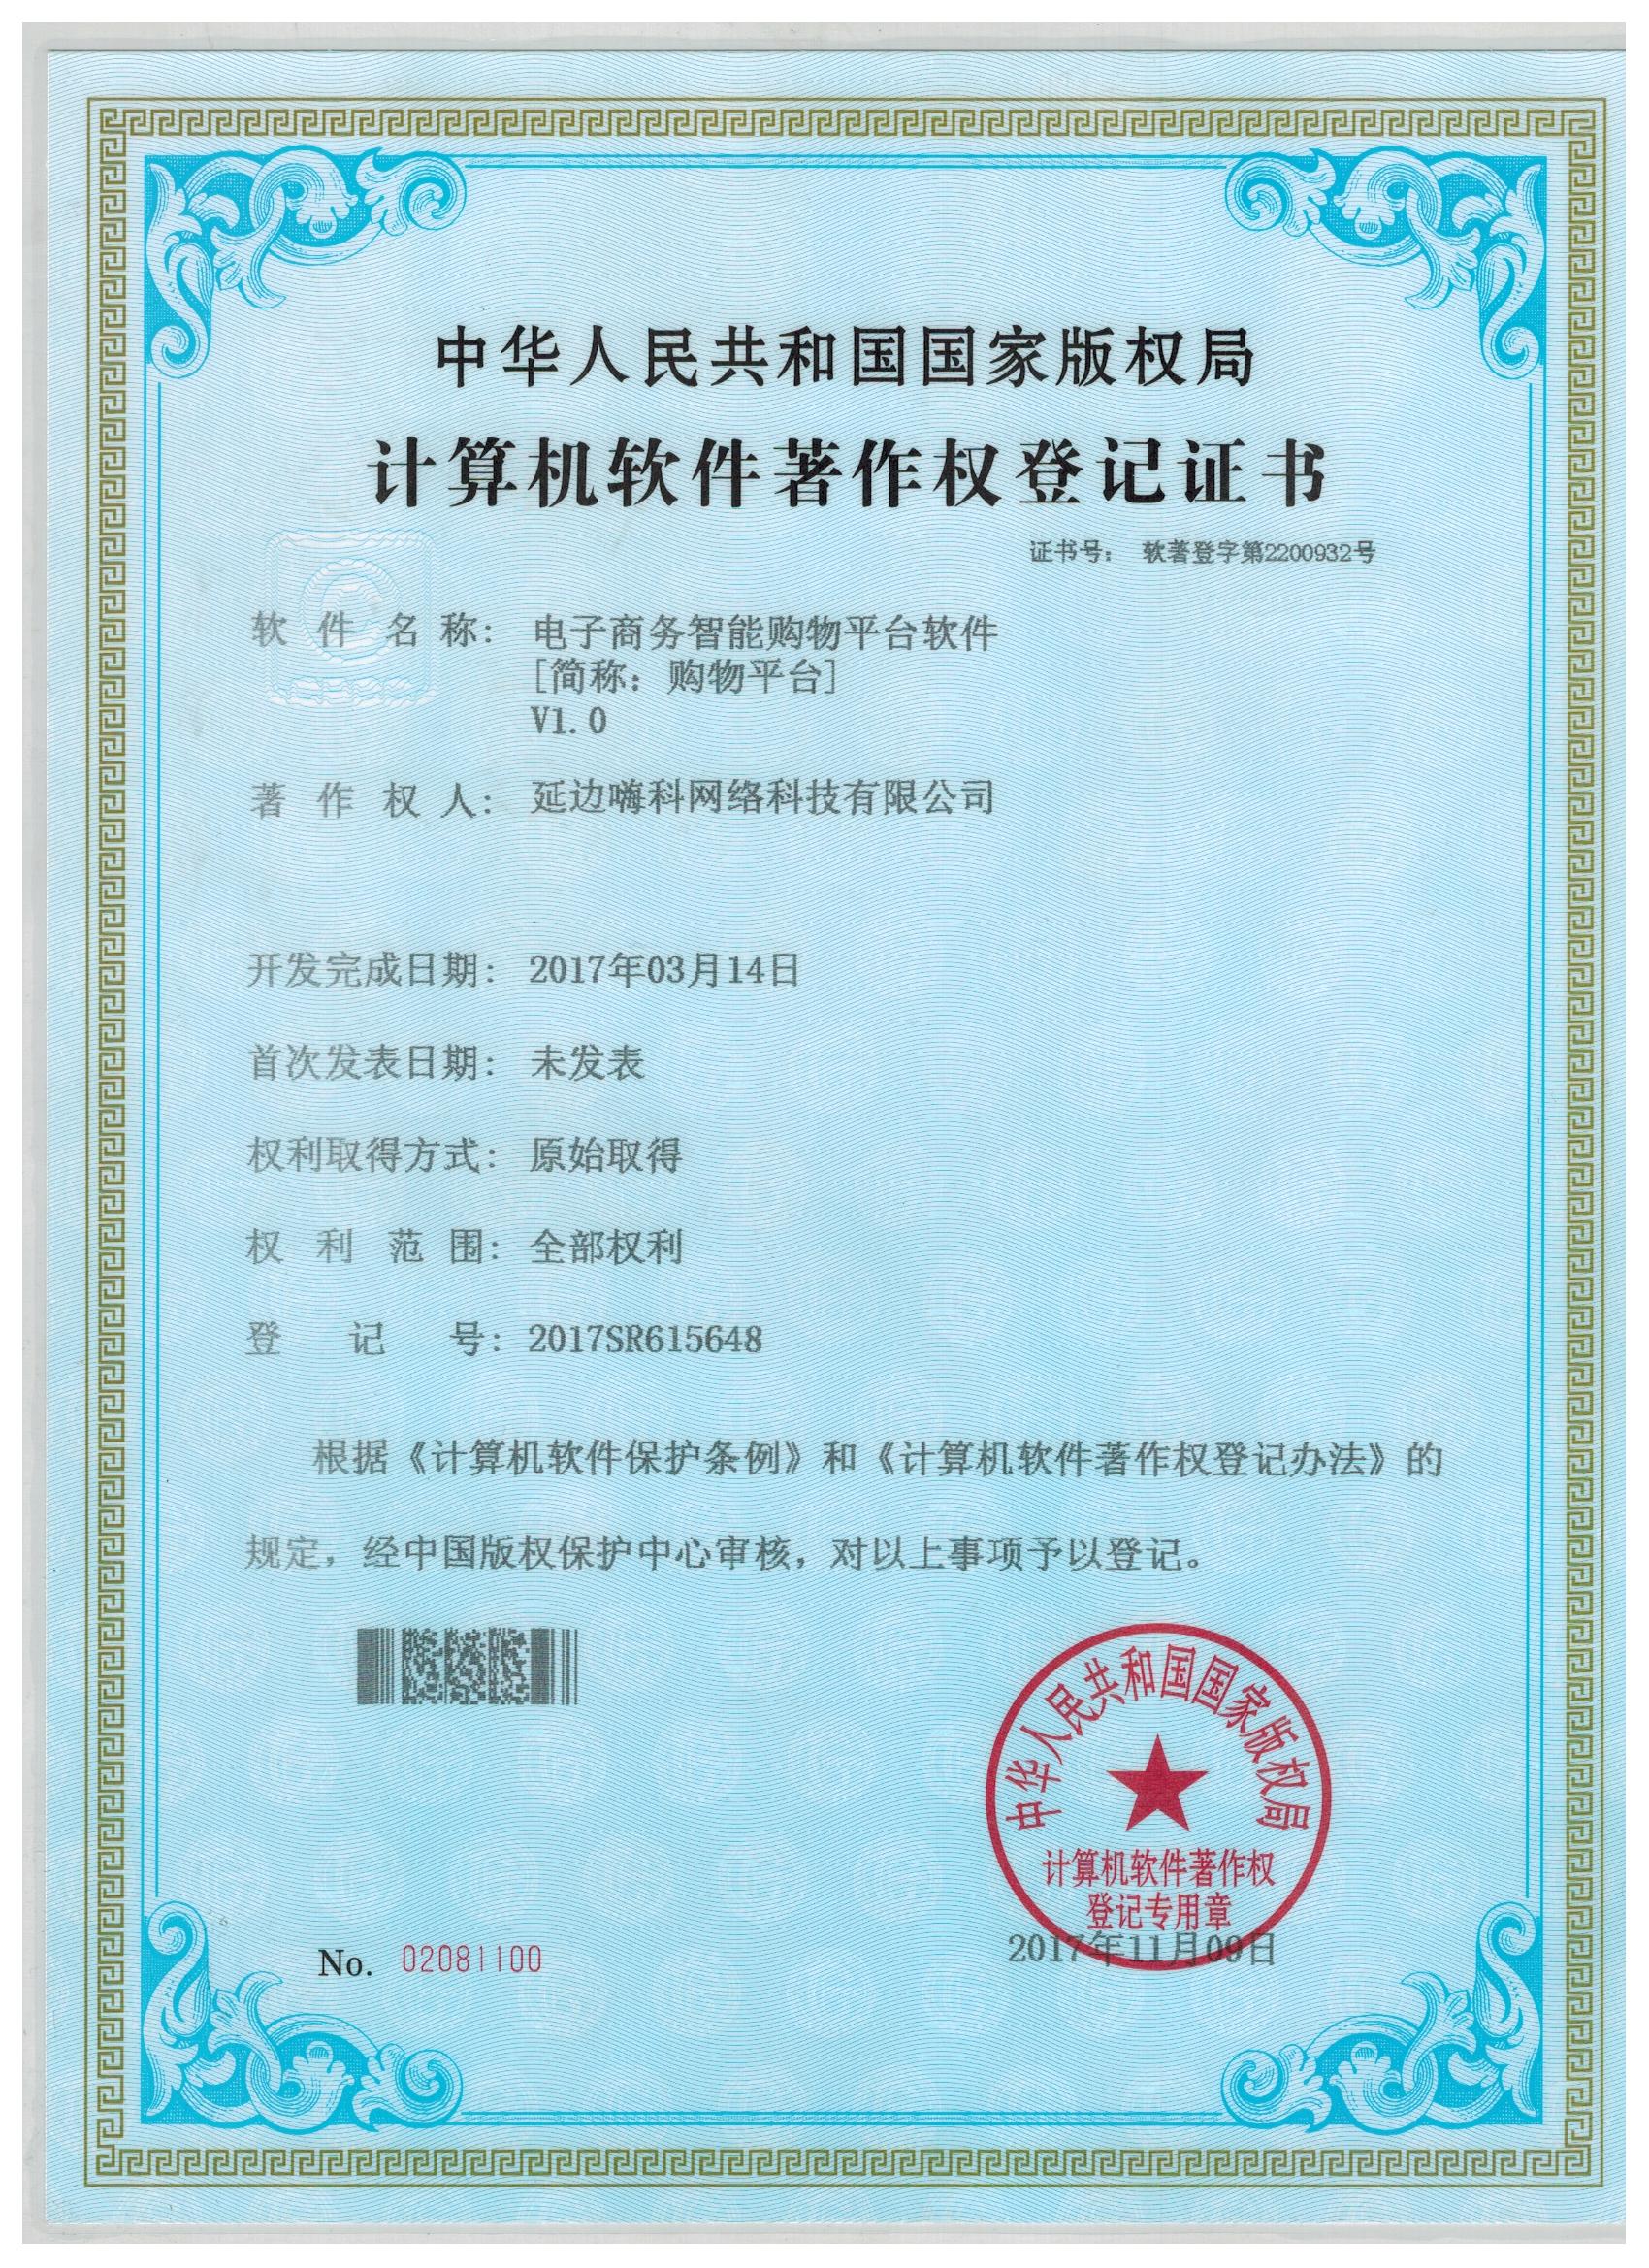 中华人民共和国国家版权局
计算机软件著作权登记证书
证书号： 软著登字第2200932号
软件名称： 电子商务智能购物平台软件
[简称：购物平台]
V1.0
著作权人： 延边嗨科网络科技有限公司
开发完成日期： 2017年03月14日
首次发表日期： 未发表
权利取得方式： 原始取得
权利范围： 全部权利
登记号： 2017SR615648
根据《计算机软件保护条例》和《计算机软件著作权登记办法》的
规定，经中国版权保护中心审核，对以上事项予以登记。
中华人民共和国国家版权局
计算机软件著作权
登记专用章
2017年11月09日
No. 02081100